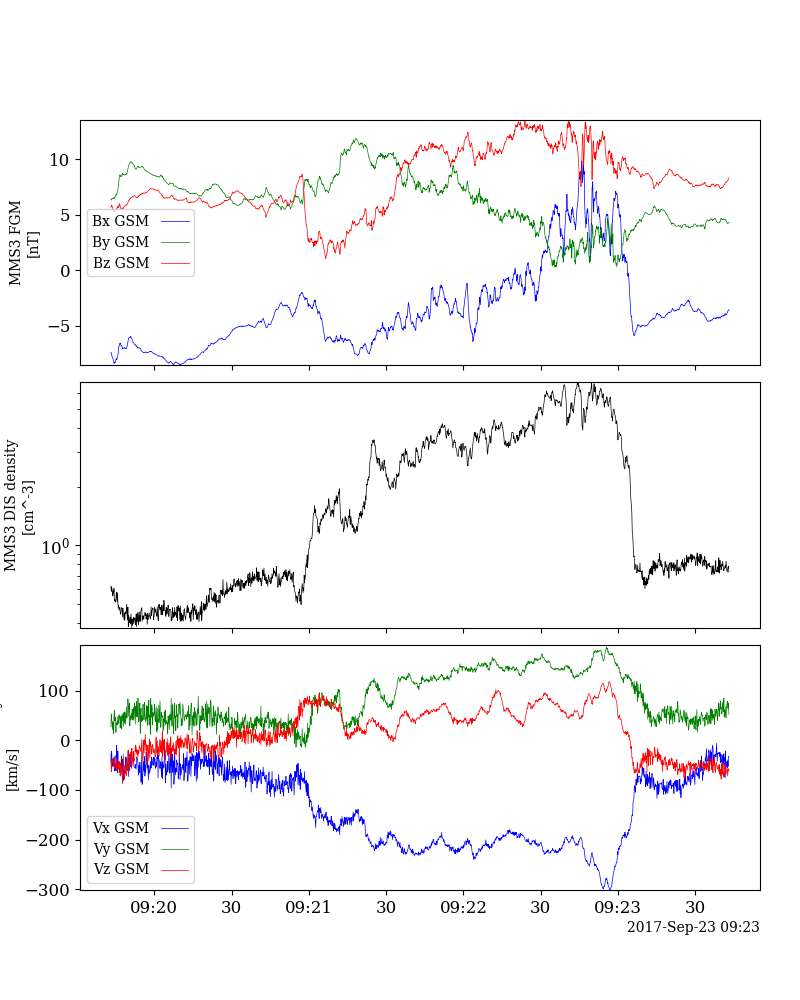 10
5
0
−5
MMS3 FGM
[nT]
Bx GSM
By GSM
Bz GSM
10^0
MMS3 DIS density
[cm^-3]
100
0
−100
−200
−300
[km/s]
Vx GSM
Vy GSM
Vz GSM
09:20 30 09:21 30 09:22 30 09:23 30
2017-Sep-23 09:23